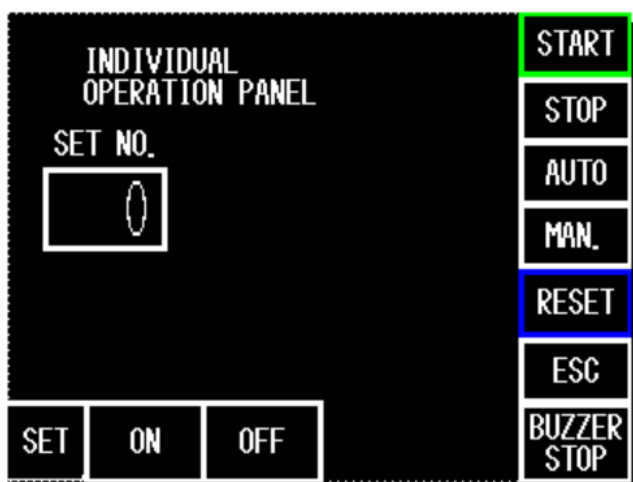 INDIVIDUAL
OPERATION PANEL
SET NO.
0
SET
ON
OFF
START
STOP
AUTO
MAN.
RESET
ESC
BUZZER
STOP